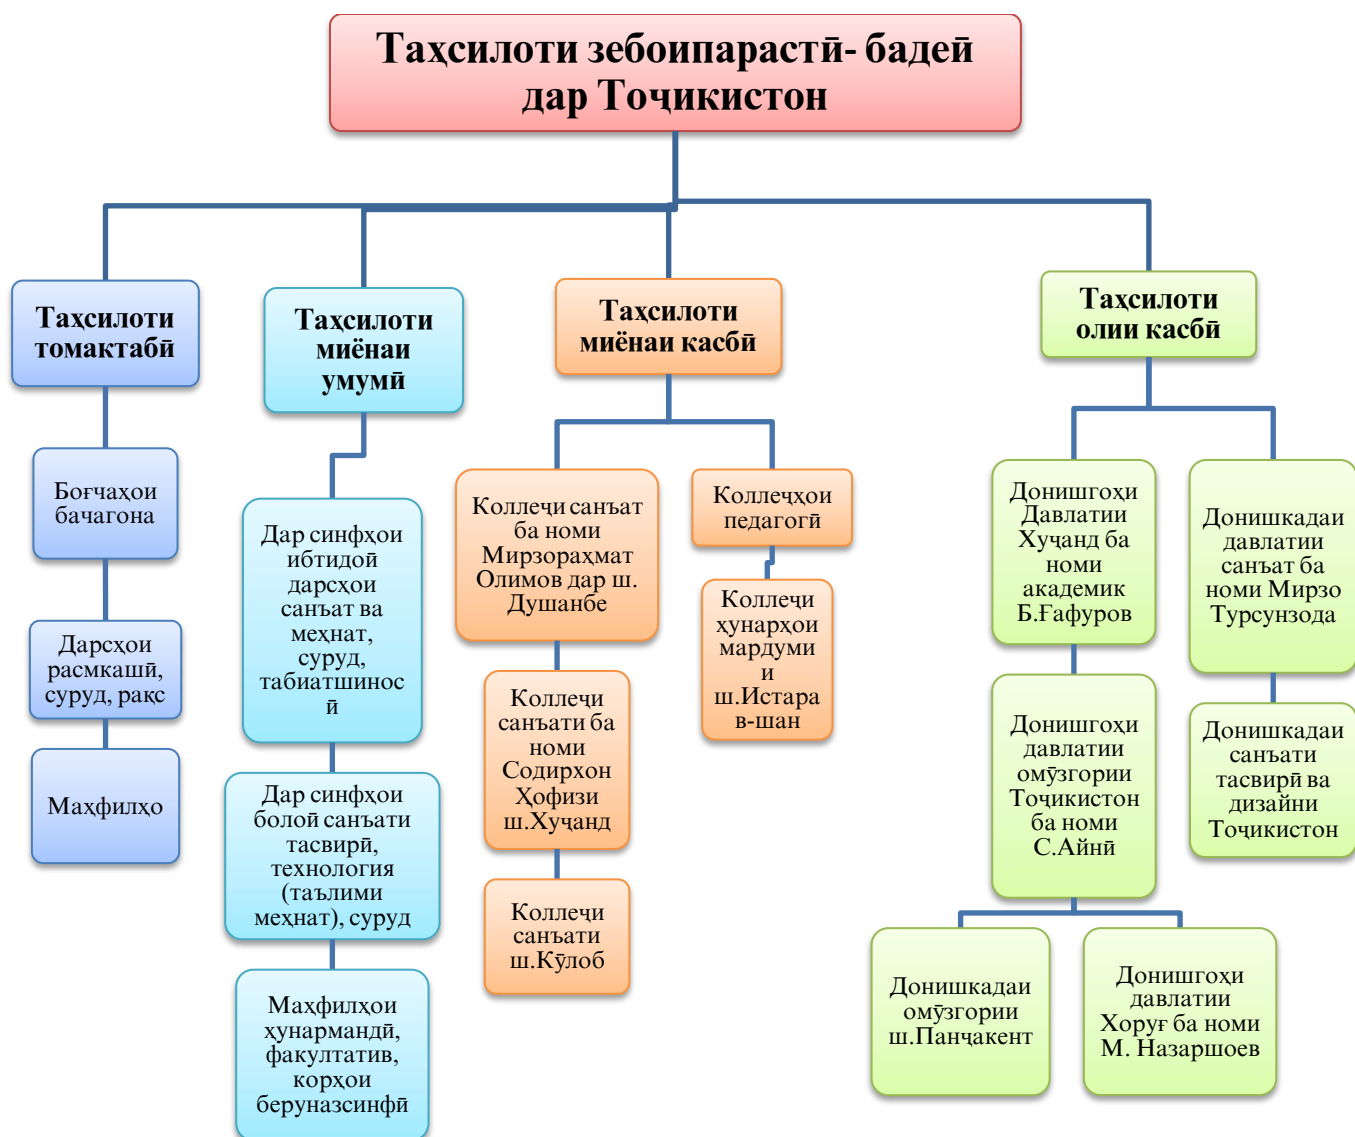 Таҳсилоти зебоипарастӣ- бадеӣ
дар Тоҷикистон
Таҳсилоти
томактабӣ
Боғчаҳои
бачагона
Дарсҳои
расмкашӣ,
суруд, рақс
Маҳфилҳо
Таҳсилоти
миёнаи
умумӣ
Дар синфҳои
ибтидоӣ
дарсҳои
санъат ва
меҳнат,
суруд,
табиатшинос
ӣ
Дар синфҳои
болоӣ санъати
тасвирӣ,
технология
(таълими
меҳнат), суруд
Маҳфилҳои
ҳунармандӣ,
факултатив,
корҳои
беруназсинфӣ
Таҳсилоти
миёнаи касбӣ
Коллеҷи санъат
ба номи
Мирзораҳмат
Олимов дар ш.
Душанбе
Коллеҷи
санъати ба
номи
Содирхон
Ҳофизи
ш.Хуҷанд
Коллеҷи
санъати
ш.Кӯлоб
Коллеҷҳои
педагогӣ
Коллеҷи
ҳунарҳои
мардуми
и
ш.Истара
в-шан
Таҳсилоти
олии касбӣ
Донишгоҳи
Давлатии
Хуҷанд ба
номи
академик
Б.Ғафуров
Донишгоҳи
давлатии
омӯзгории
Тоҷикистон
ба номи
С.Айнӣ
Донишкадаи
омӯзгории
ш.Панҷакент
Донишгоҳи
давлатии
Хоруғ ба номи
М. Назаршоев
Донишкадаи
давлатии
санъат ба
номи Мирзо
Турсунзода
Донишкадаи
санъати
тасвирӣ ва
дизайни
Тоҷикистон